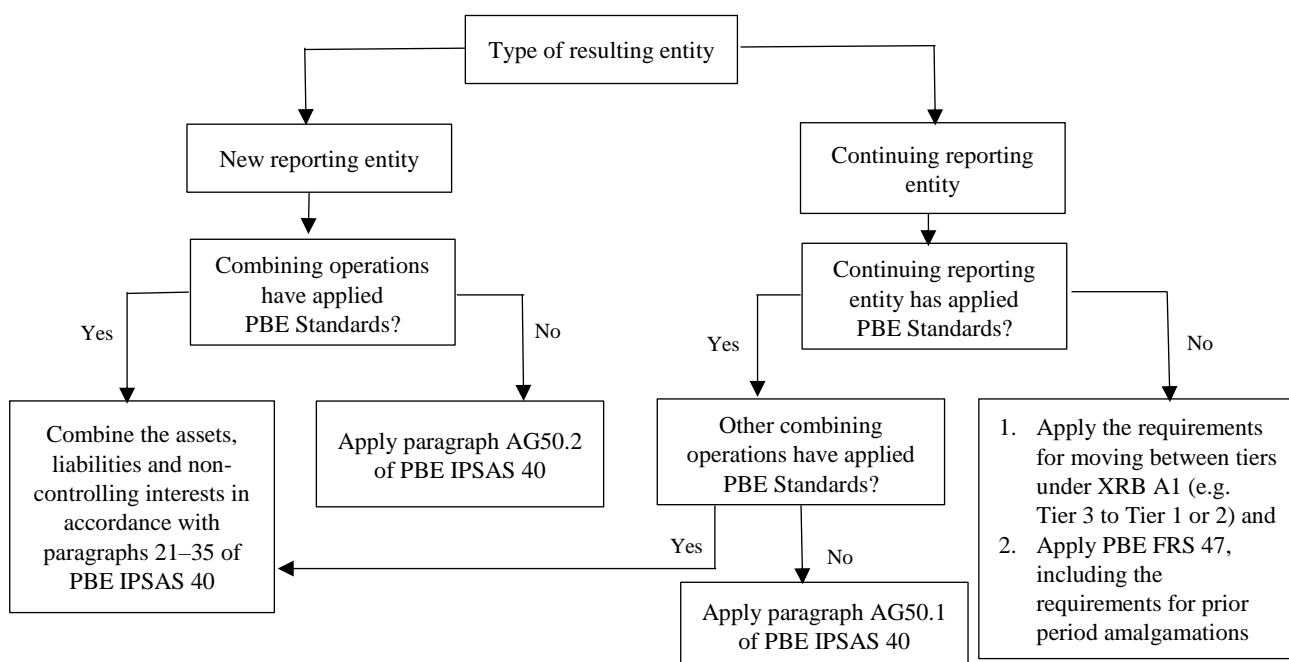 Type of resulting entity
New reporting entity
Continuing reporting
entity
Combining operations
have applied
PBE Standards?
Continuing reporting
entity has applied
PBE Standards?
Yes
No
Yes
No
Combine the assets,
liabilities and non-
controlling interests in
accordance with
paragraphs 21–35 of
PBE IPSAS 40
Apply paragraph AG50.2
of PBE IPSAS 40
Other combining
operations have applied
PBE Standards?
1. Apply the requirements
for moving between tiers
under XRB A1 (e.g.
Tier 3 to Tier 1 or 2) and
2. Apply PBE FRS 47,
including the
requirements for prior
period amalgamations
Yes
No
Apply paragraph AG50.1
of PBE IPSAS 40